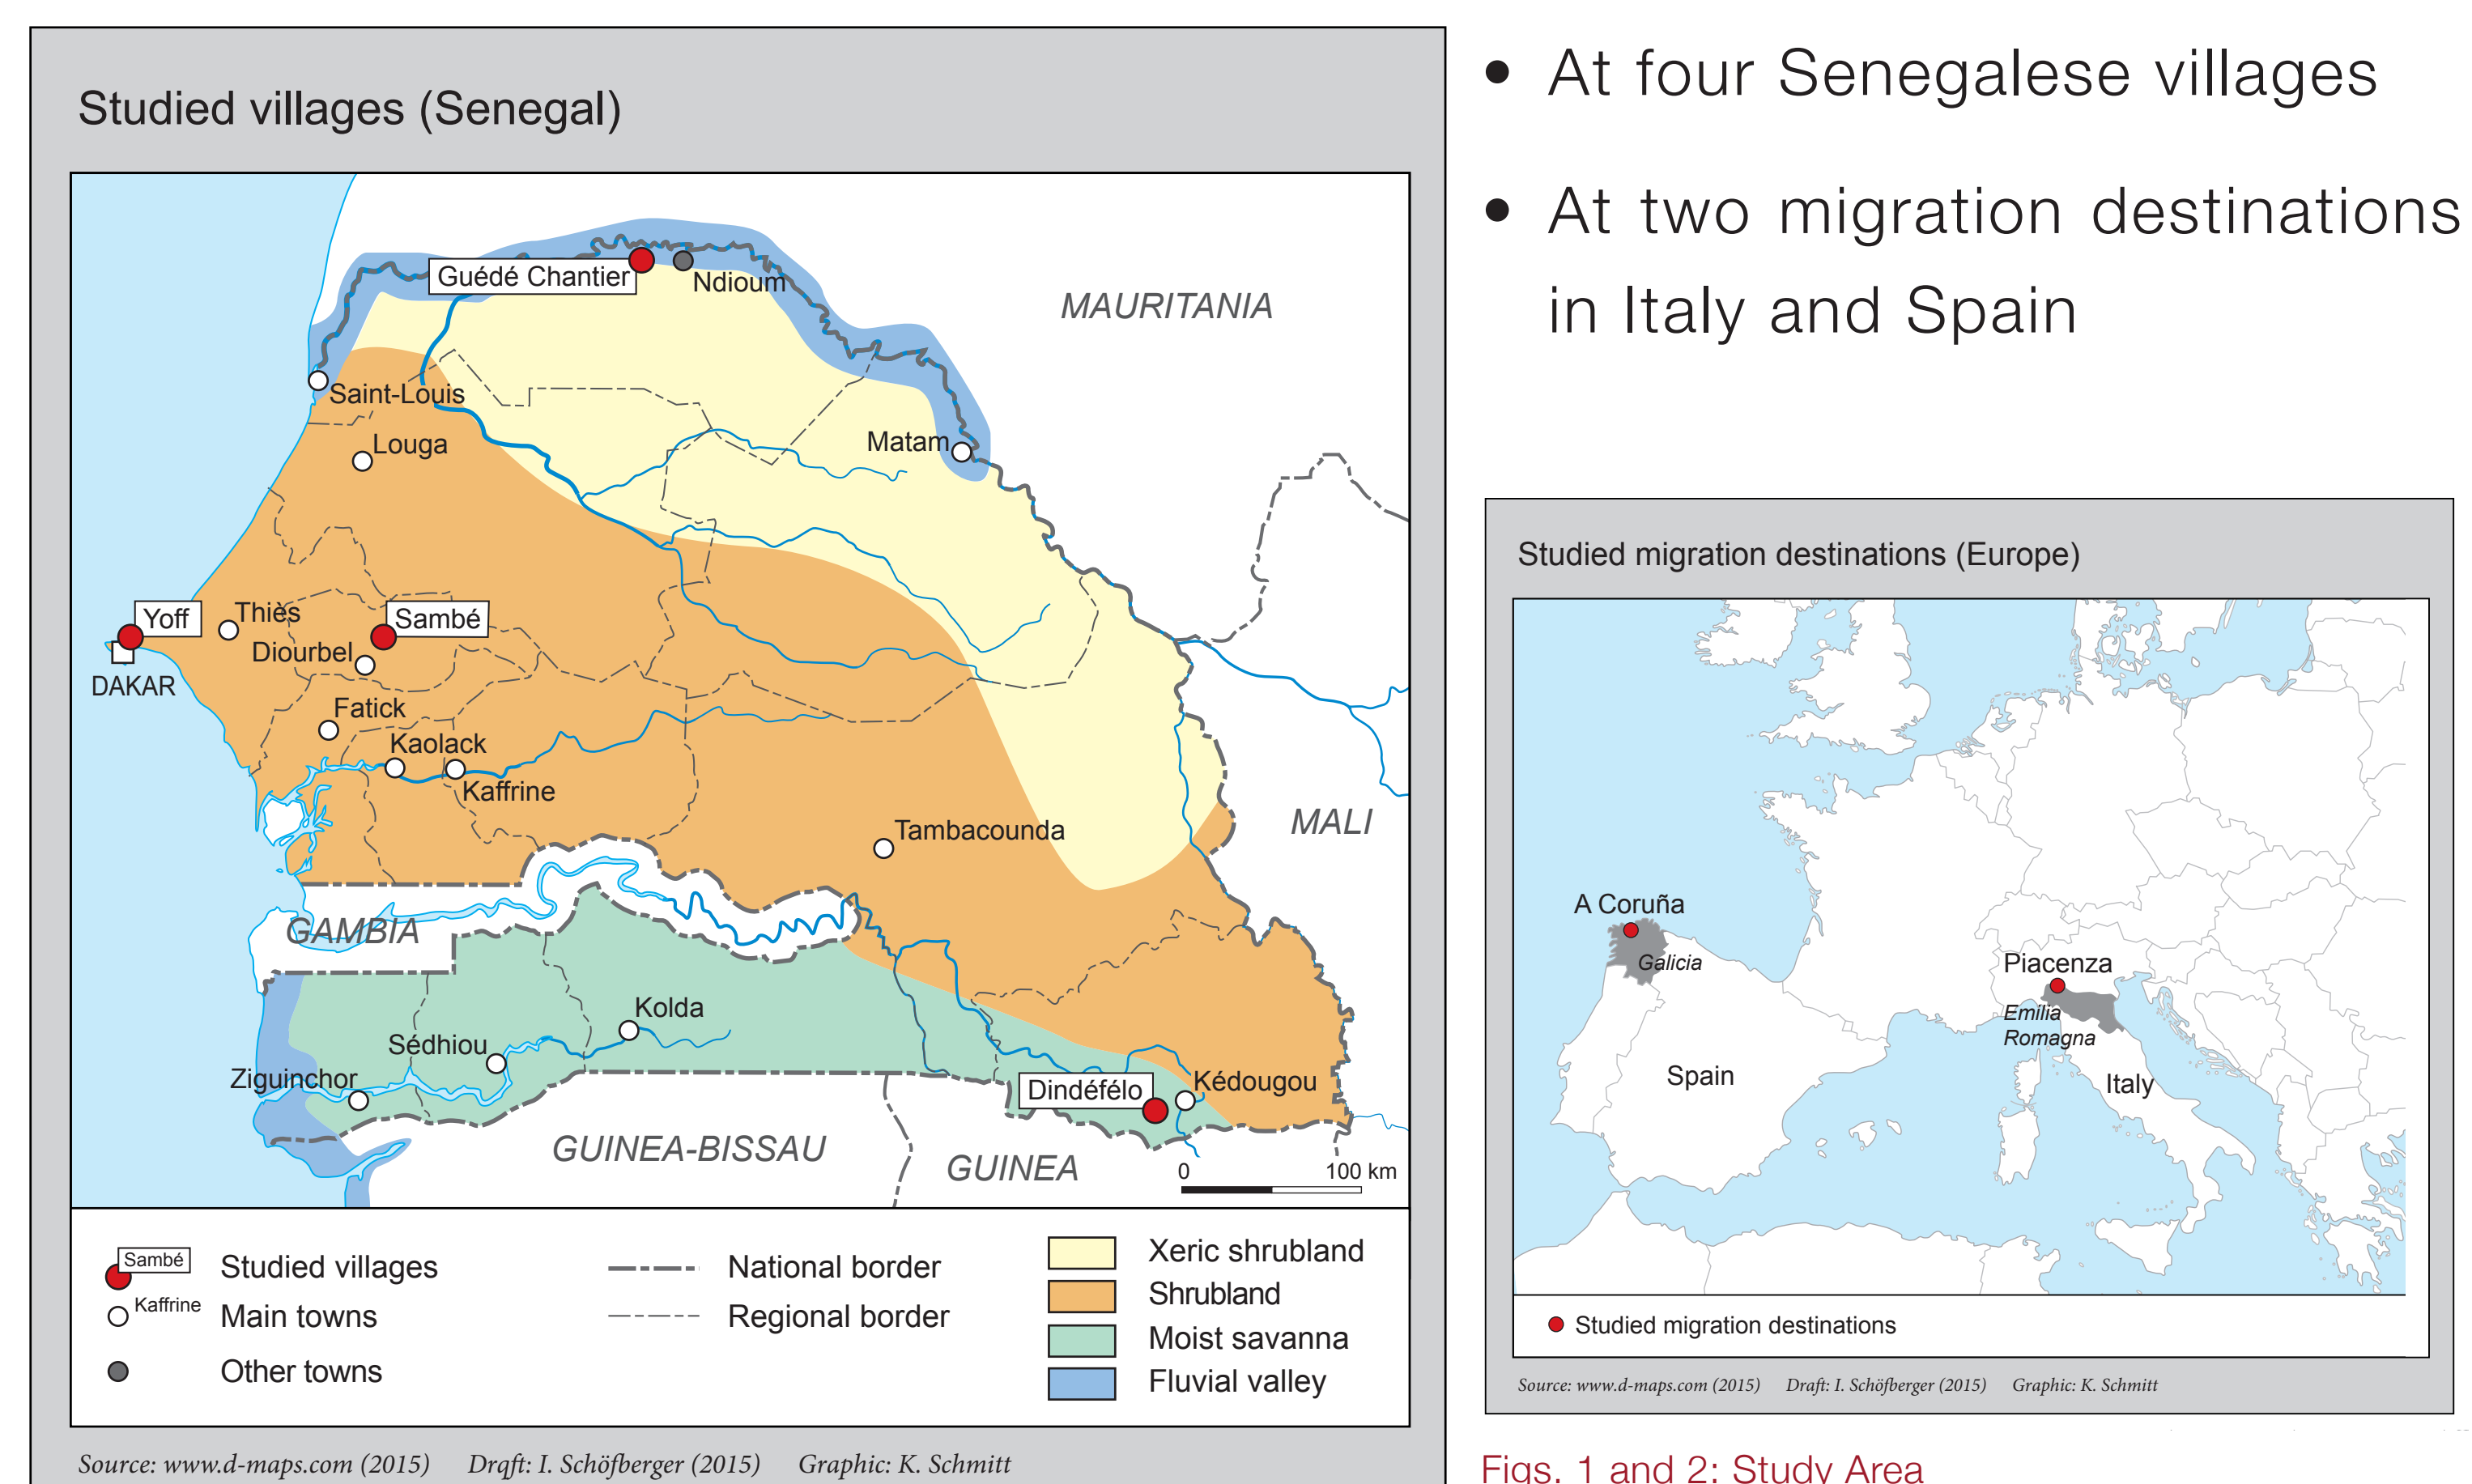 Studied villages (Senegal)
Guédé Chantier
Ndioum
MAURITANIA
Saint-Louis
Louga
Matam
Yoff
Thiès
Sambé
Diourbel
DAKAR
Fatick
Kaolack
Kaffrine
Tambacounda
MALI
GAMBIA
Kolda
Sédhiou
Ziguinchor
Dindéfélo
Kédougou
GUINEA-BISSAU
GUINEA
0 100 km
Sambé Studied villages
Kaffrine Main towns
Other towns
National border
Regional border
Xeric shrubland
Shrubland
Moist savanna
Fluvial valley
Source: www.d-maps.com (2015) Draft: I. Schöfberger (2015) Graphic: K. Schmitt
• At four Senegalese villages
• At two migration destinations
in Italy and Spain
Studied migration destinations (Europe)
A Coruña
Galicia
Piacenza
Emilia
Romagna
Spain
Italy
Studied migration destinations
Source: www.d-maps.com (2015) Draft: I. Schöfberger (2015) Graphic: K. Schmitt
Figs. 1 and 2: Study Area